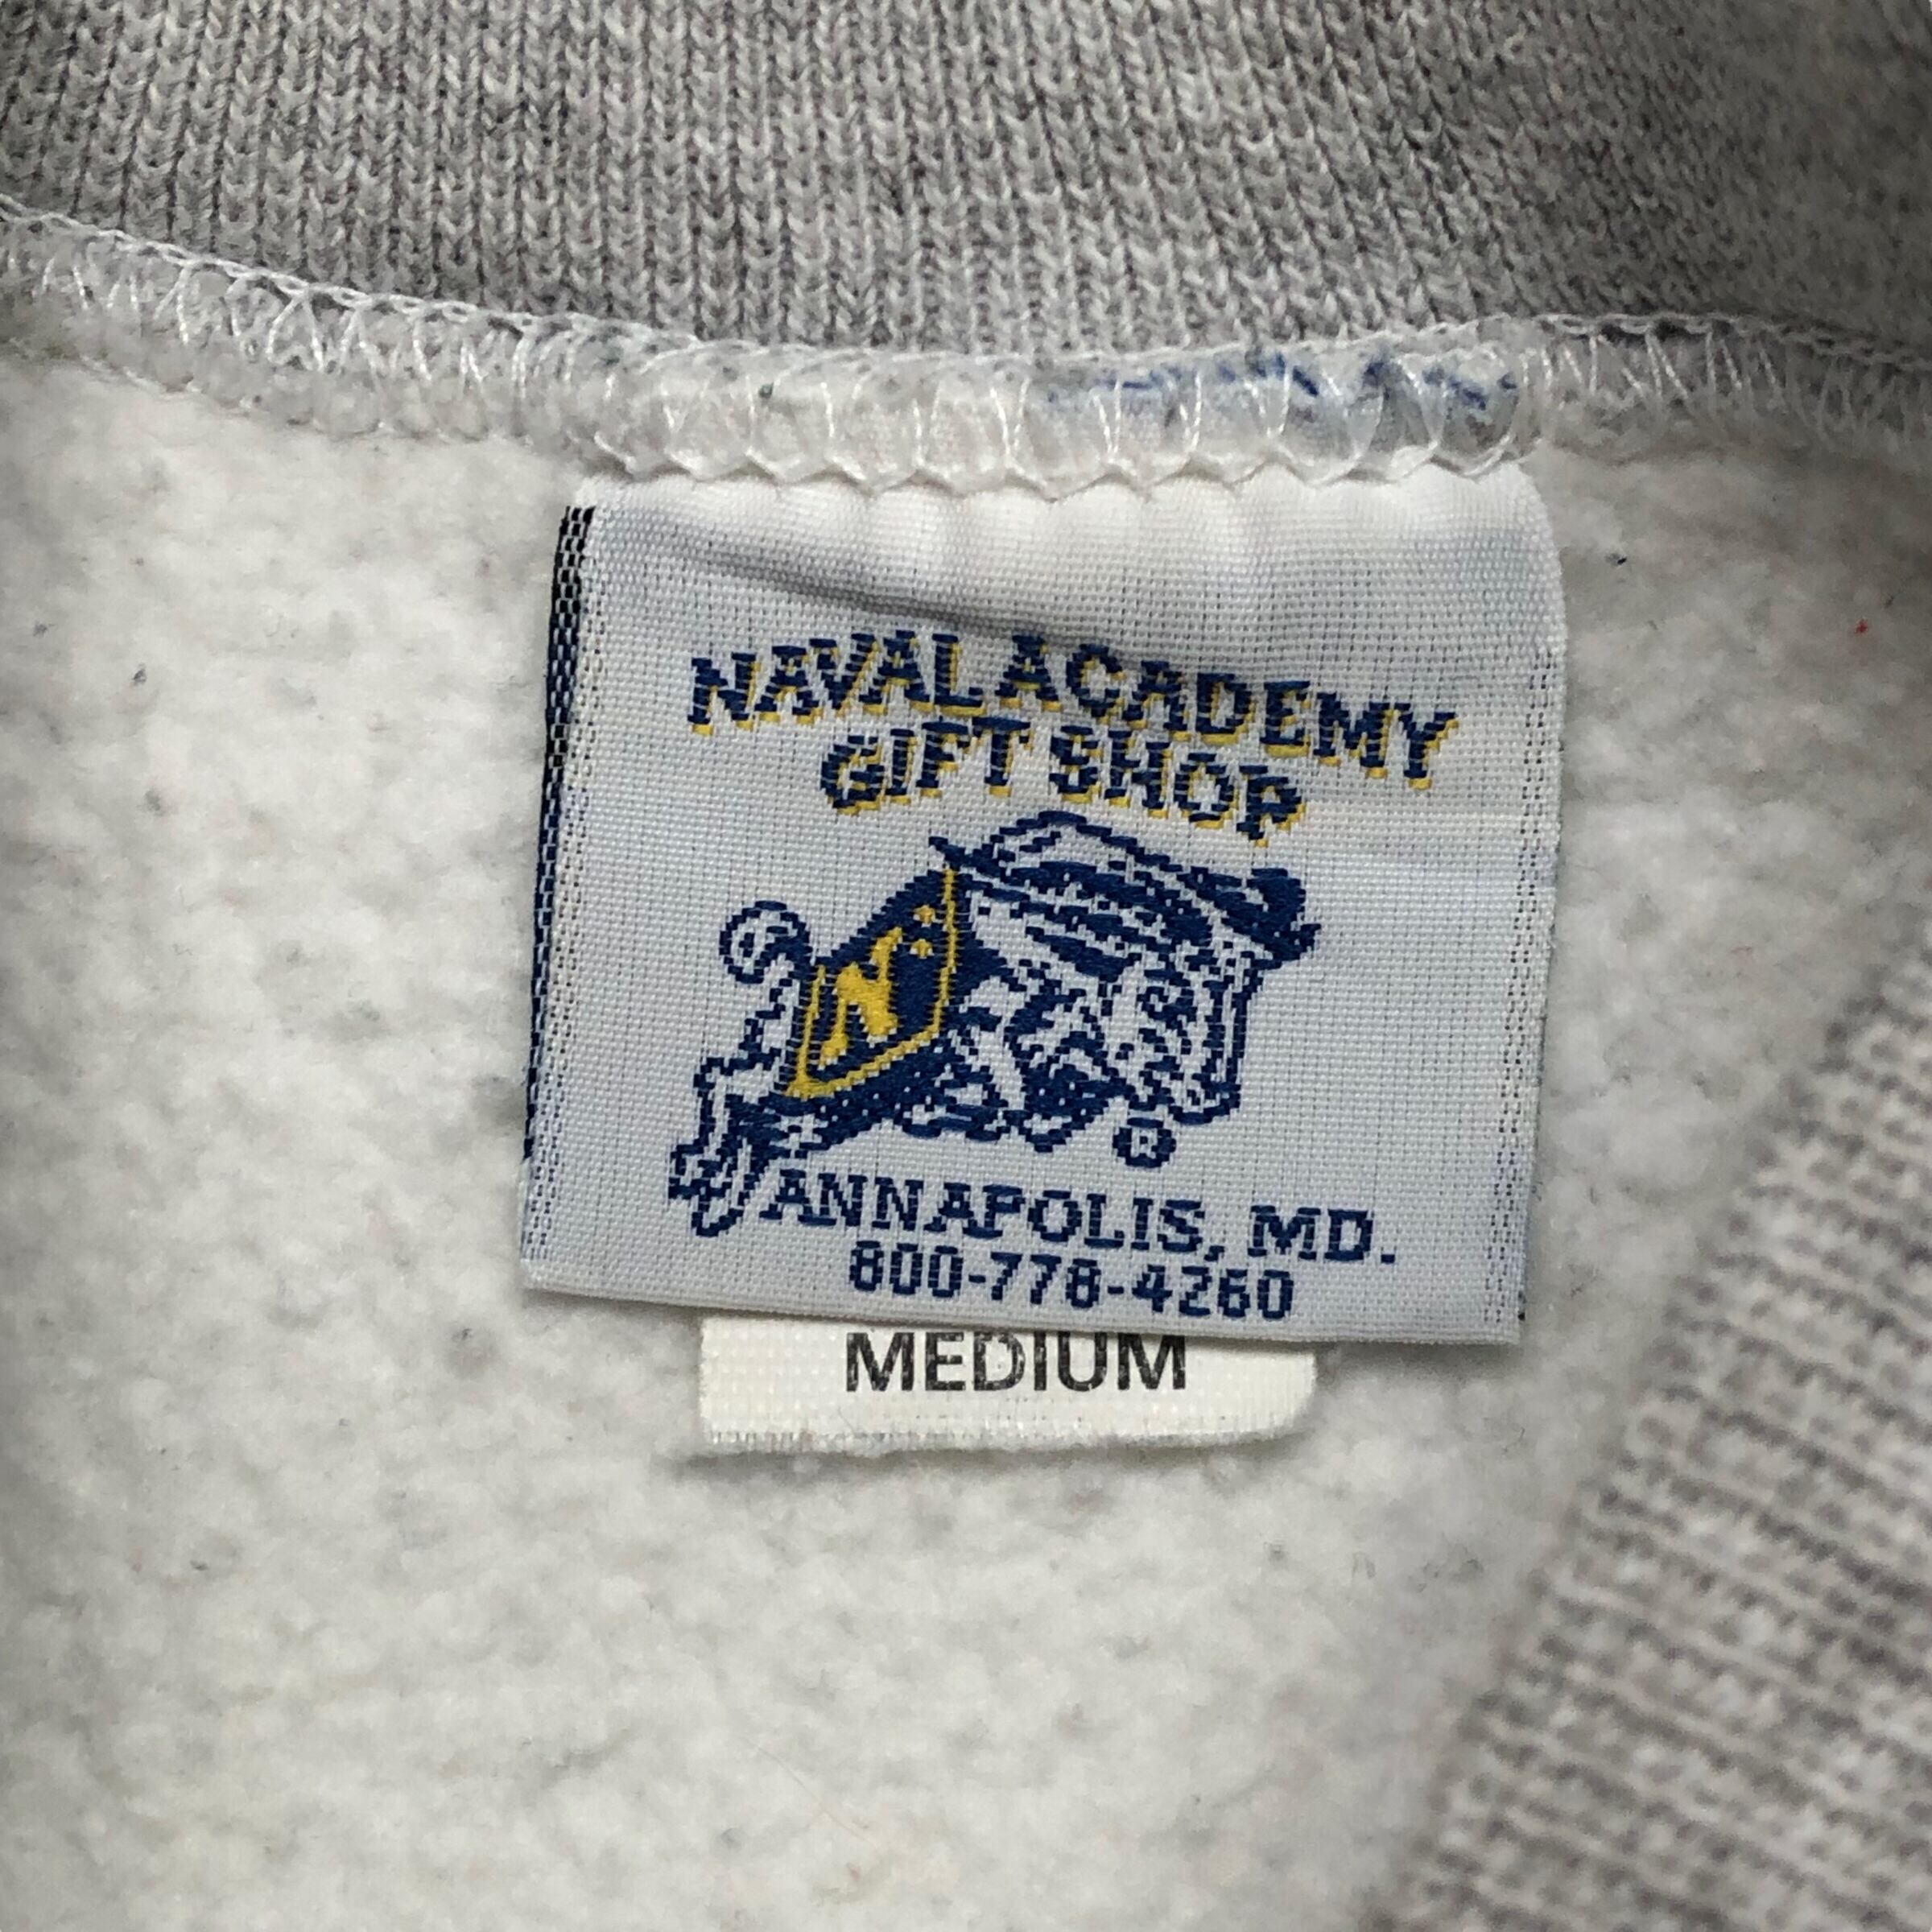 NAVAL ACADEMY
GIFT SHOP
N
®
ANNAPOLIS, MD.
800-778-4260
MEDIUM